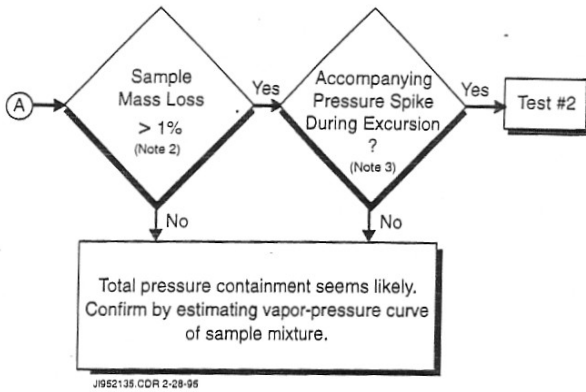 A
Sample
Mass Loss
> 1%
(Note 2)
Yes
Accompanying
Pressure Spike
During Excursion
?
(Note 3)
Yes
Test #2
No
No
Total pressure containment seems likely.
Confirm by estimating vapor-pressure curve
of sample mixture.
J1952135.CDR 2-28-96